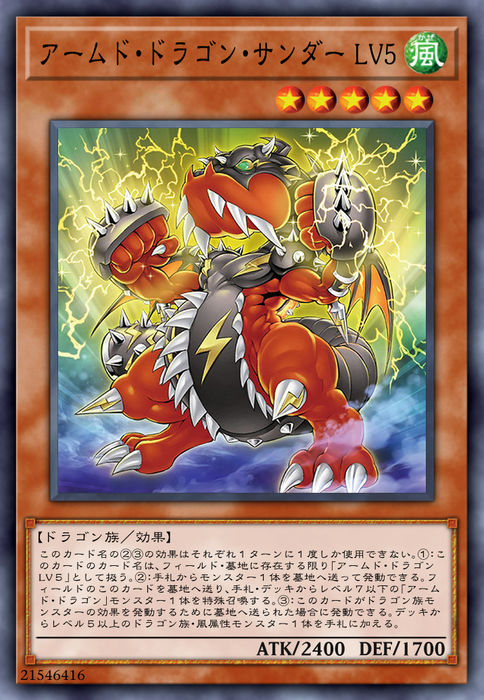 アームド・ドラゴン・サンダー LV5
風
かぜ
【ドラゴン族／効果】
このカード名の②③の効果はそれぞれ１ターンに１度しか使用できない。①：こ
のカードのカード名は、フィールド・墓地に存在する限り「アームド・ドラゴン
LV５」として扱う。②：手札からモンスター１体を墓地へ送って発動できる。フ
ィールドのこのカードを墓地へ送り、手札・デッキからレベル７以下の「アーム
ド・ドラゴン」モンスター１体を特殊召喚する。③：このカードがドラゴン族モ
ンスターの効果を発動するために墓地へ送られた場合に発動できる。デッキか
らレベル５以上のドラゴン族・風属性モンスター１体を手札に加える。
ATK/2400 DEF/1700
21546416